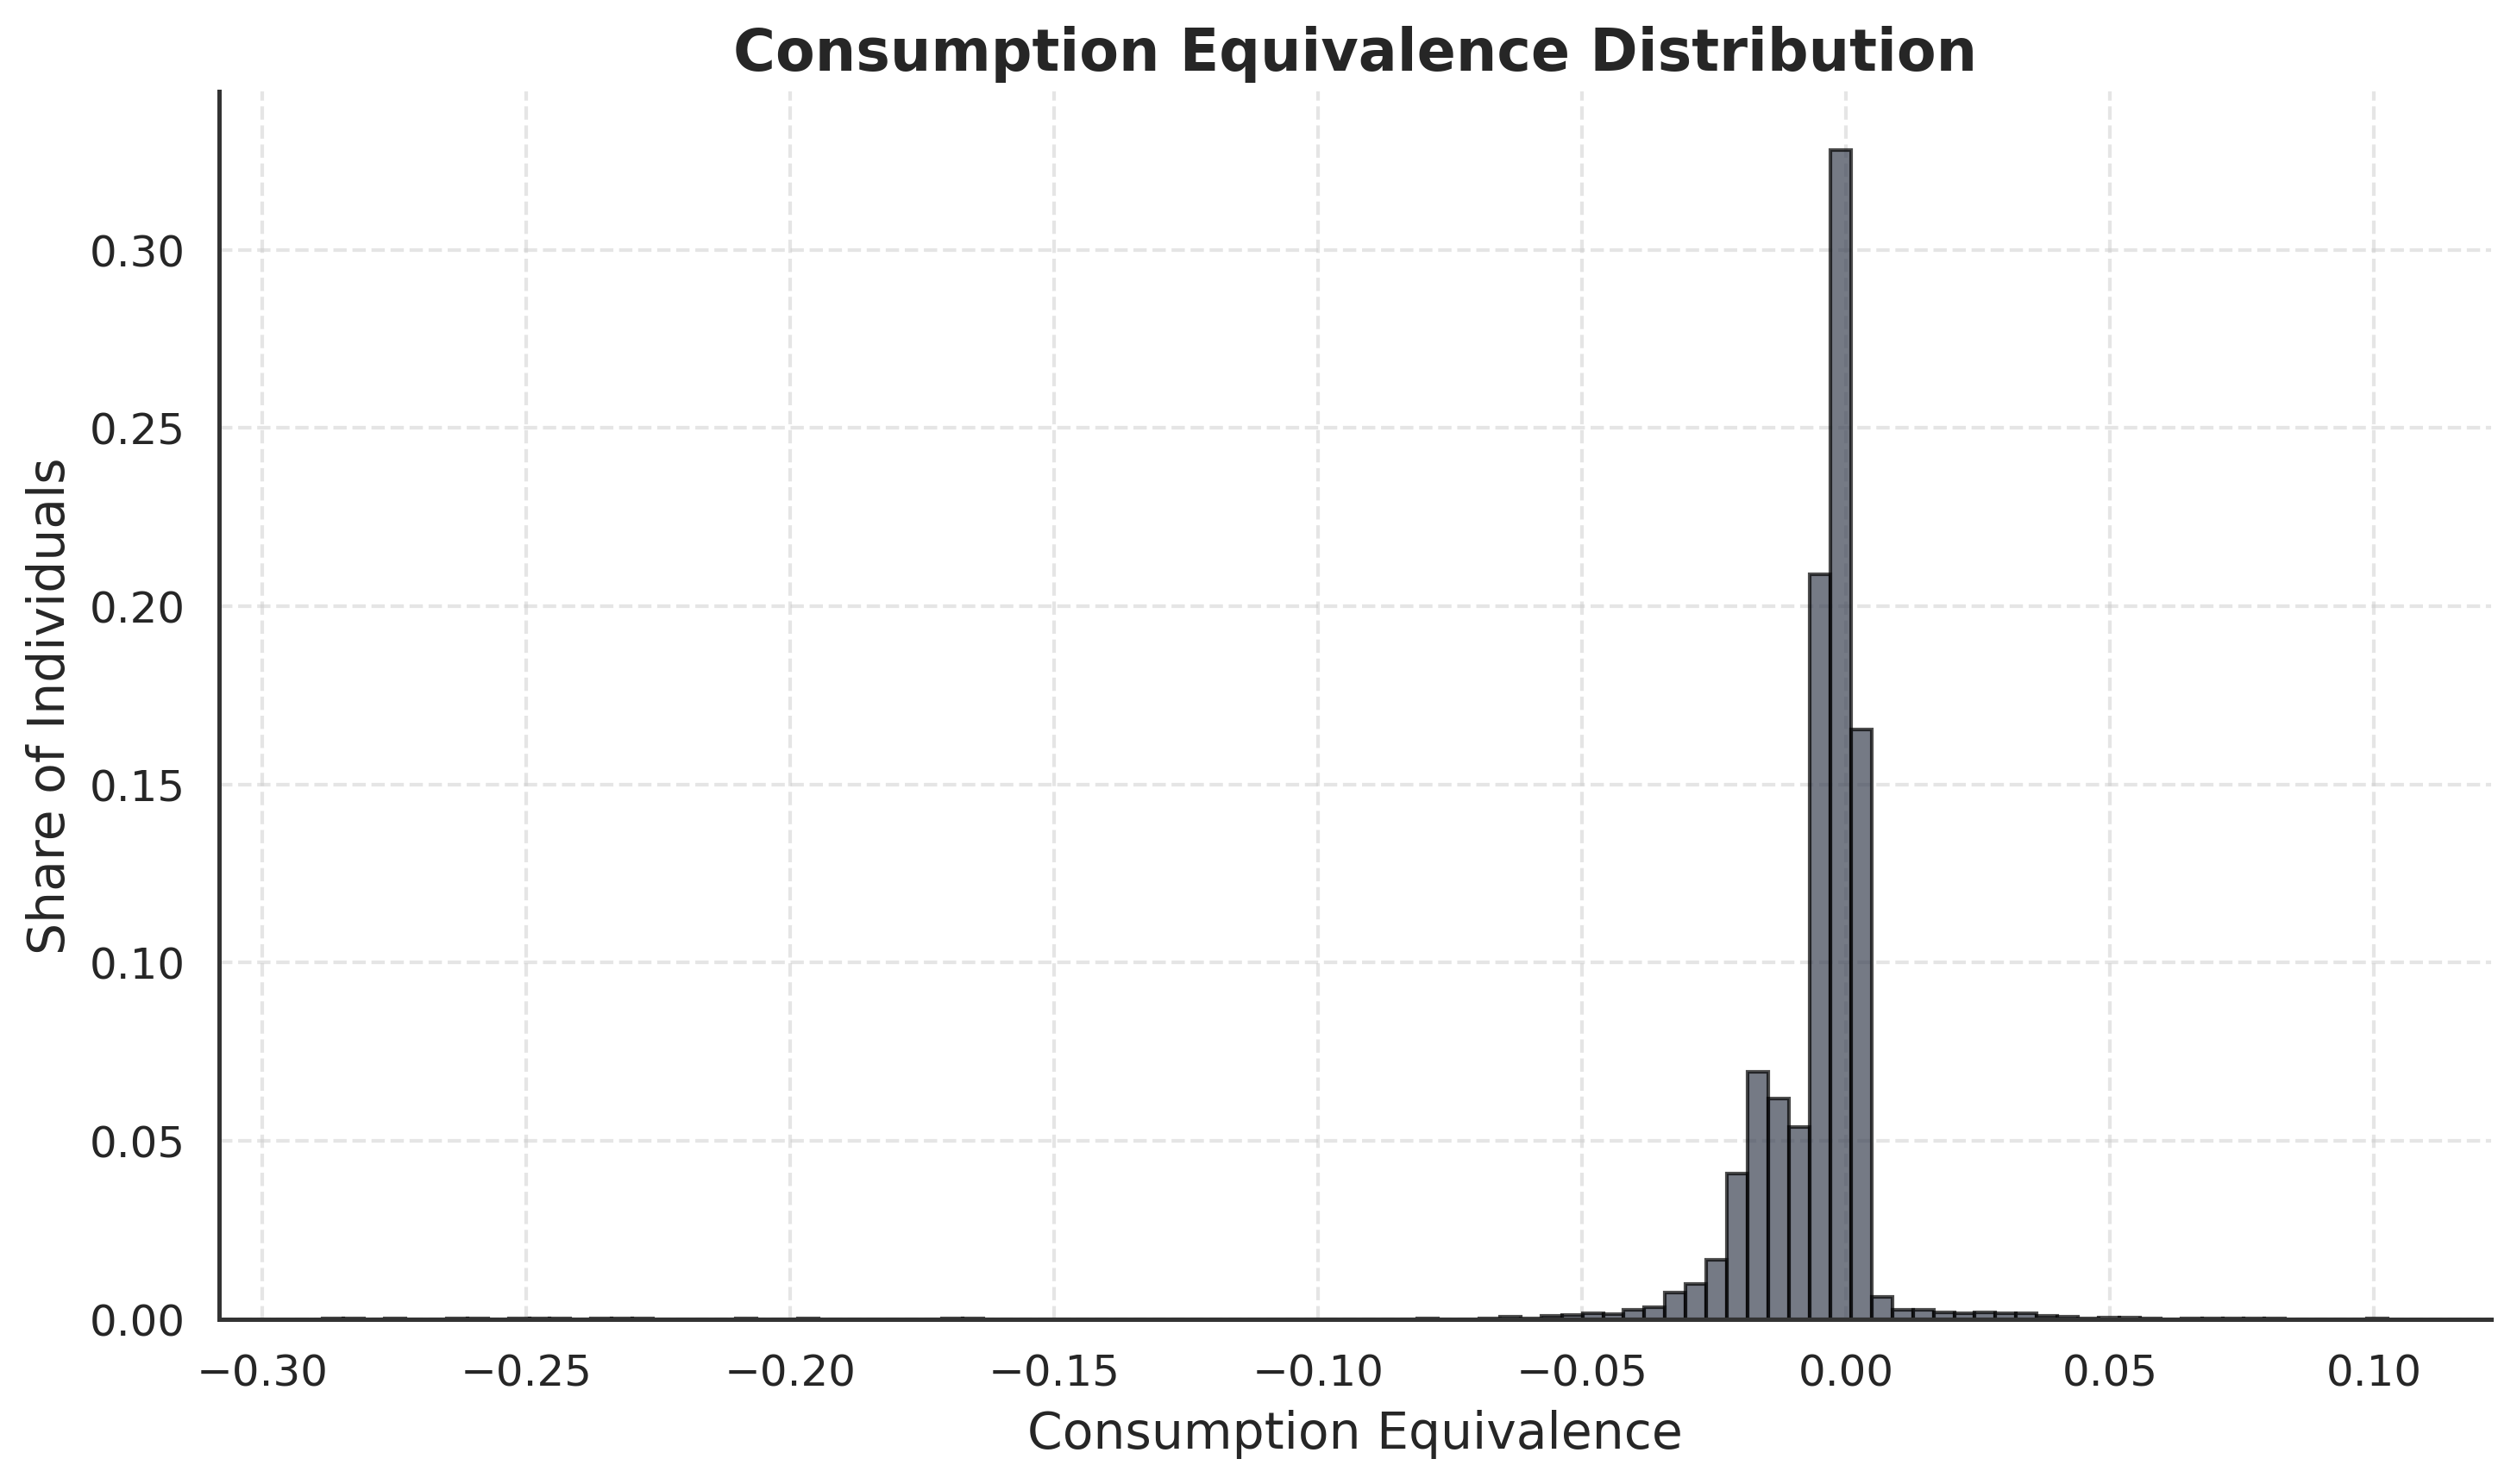 Consumption Equivalence Distribution
Share of Individuals
0.30
0.25
0.20
0.15
0.10
0.05
0.00
−0.30 −0.25 −0.20 −0.15 −0.10 −0.05 0.00 0.05 0.10
Consumption Equivalence